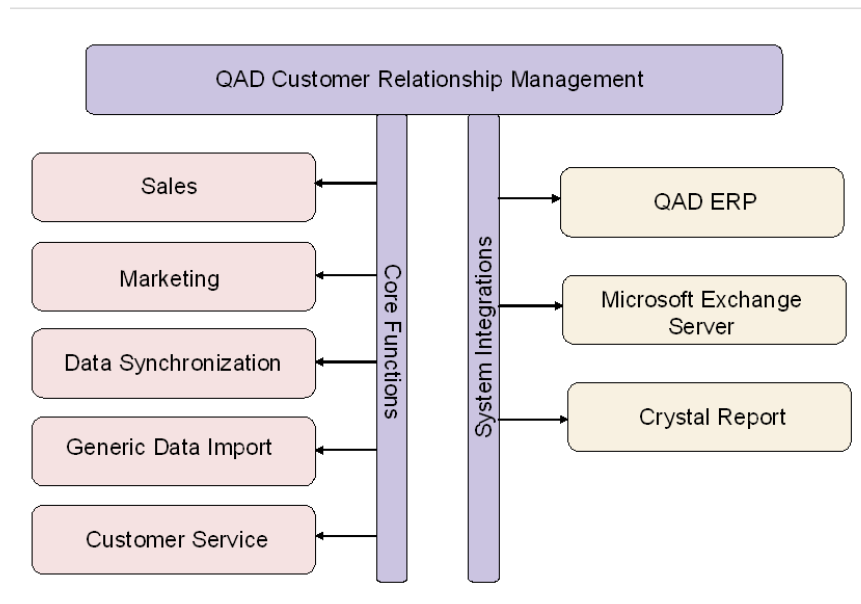 QAD Customer Relationship Management
Sales
Marketing
Data Synchronization
Generic Data Import
Customer Service
Core Functions
System Integrations
QAD ERP
Microsoft Exchange
Server
Crystal Report